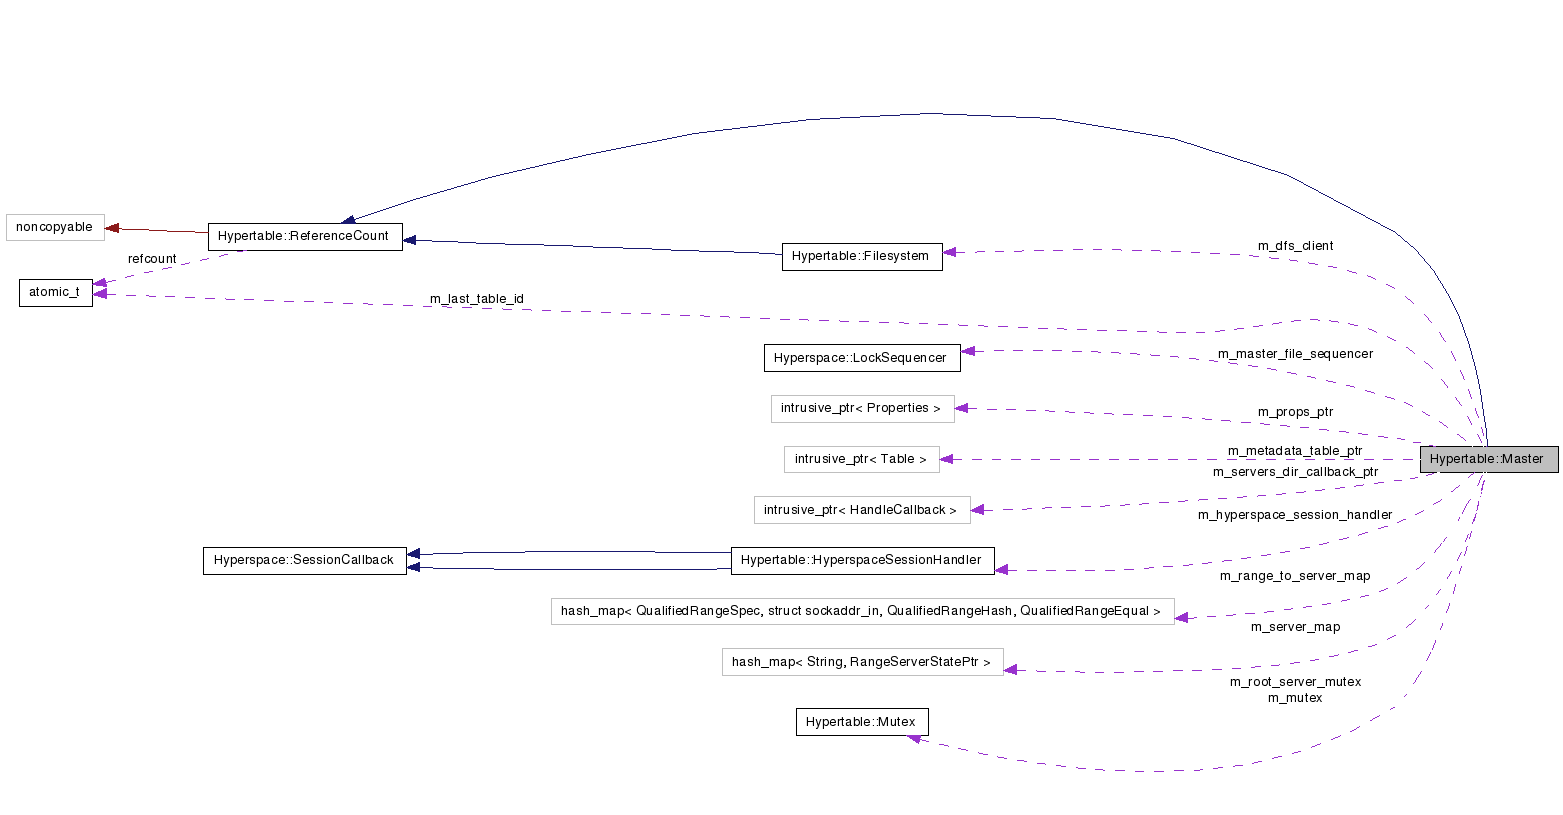 noncopyable
Hypertable::ReferenceCount
m_dfs_client
Hypertable::Filesystem
refcount
atomic_t
m_last_table_id
Hyperspace::LockSequencer
m_master_file_sequencer
intrusive_ptr< Properties >
m_props_ptr
m_metadata_table_ptr
intrusive_ptr< Table >
Hypertable::Master
m_servers_dir_callback_ptr
intrusive_ptr< HandleCallback >
m_hyperspace_session_handler
Hyperspace::SessionCallback
Hypertable::HyperspaceSessionHandler
m_range_to_server_map
hash_map< QualifiedRangeSpec, struct sockaddr_in, QualifiedRangeHash, QualifiedRangeEqual >
m_server_map
hash_map< String, RangeServerStatePtr >
m_root_server_mutex
m_mutex
Hypertable::Mutex